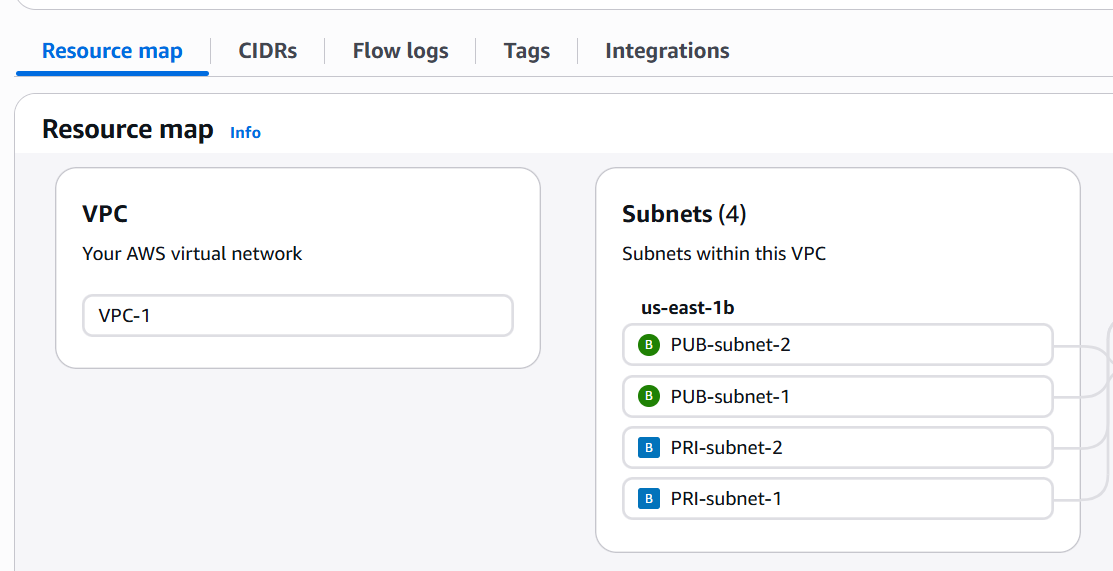 Resource map
CIDRs
Flow logs
Tags
Integrations
Resource map Info
VPC
Your AWS virtual network
VPC-1
Subnets (4)
Subnets within this VPC
us-east-1b
B PUB-subnet-2
B PUB-subnet-1
B PRI-subnet-2
B PRI-subnet-1